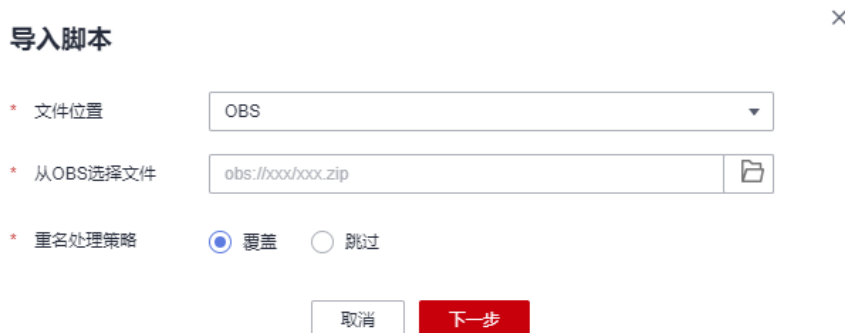 导入脚本
* 文件位置 OBS
* 从OBS选择文件 obs://xxx/xxx.zip
* 重名处理策略 覆盖 跳过
取消 下一步